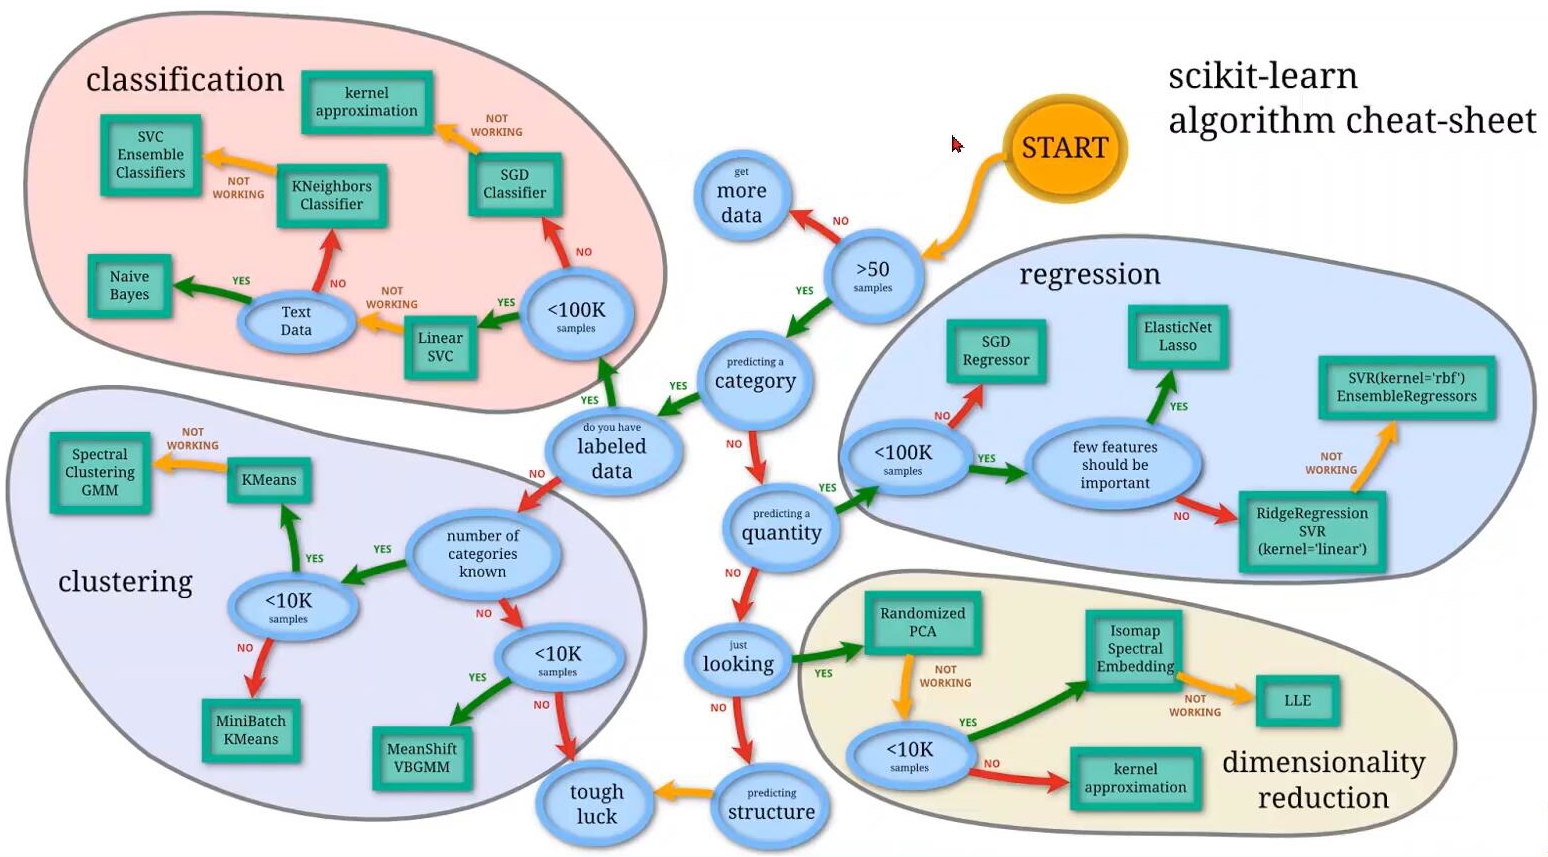 scikit-learn
algorithm cheat-sheet
START
get
more
data
NO
>50
samples
YES
predicting a
category
YES
NO
do you have
labeled
data
YES
NO
predicting a
quantity
YES
NO
just
looking
YES
NO
predicting
structure
tough
luck
classification
kernel
approximation
NOT
WORKING
SVC
Ensemble
Classifiers
NOT
WORKING
KNeighbors
Classifier
SGD
Classifier
NO
Naive
Bayes
YES
NO
Text
Data
NOT
WORKING
Linear
SVC
YES
<100K
samples
regression
SGD
Regressor
ElasticNet
Lasso
SVR(kernel='rbf')
EnsembleRegressors
NO
YES
<100K
samples
YES
few features
should be
important
NOT
WORKING
NO
RidgeRegression
SVR
(kernel='linear')
clustering
Spectral
Clustering
GMM
NOT
WORKING
KMeans
YES
YES
number of
categories
known
<10K
samples
NO
NO
<10K
samples
MiniBatch
KMeans
YES
NO
MeanShift
VBGMM
dimensionality
reduction
Randomized
PCA
NOT
WORKING
Isomap
Spectral
Embedding
NOT
WORKING
LLE
YES
<10K
samples
NO
kernel
approximation